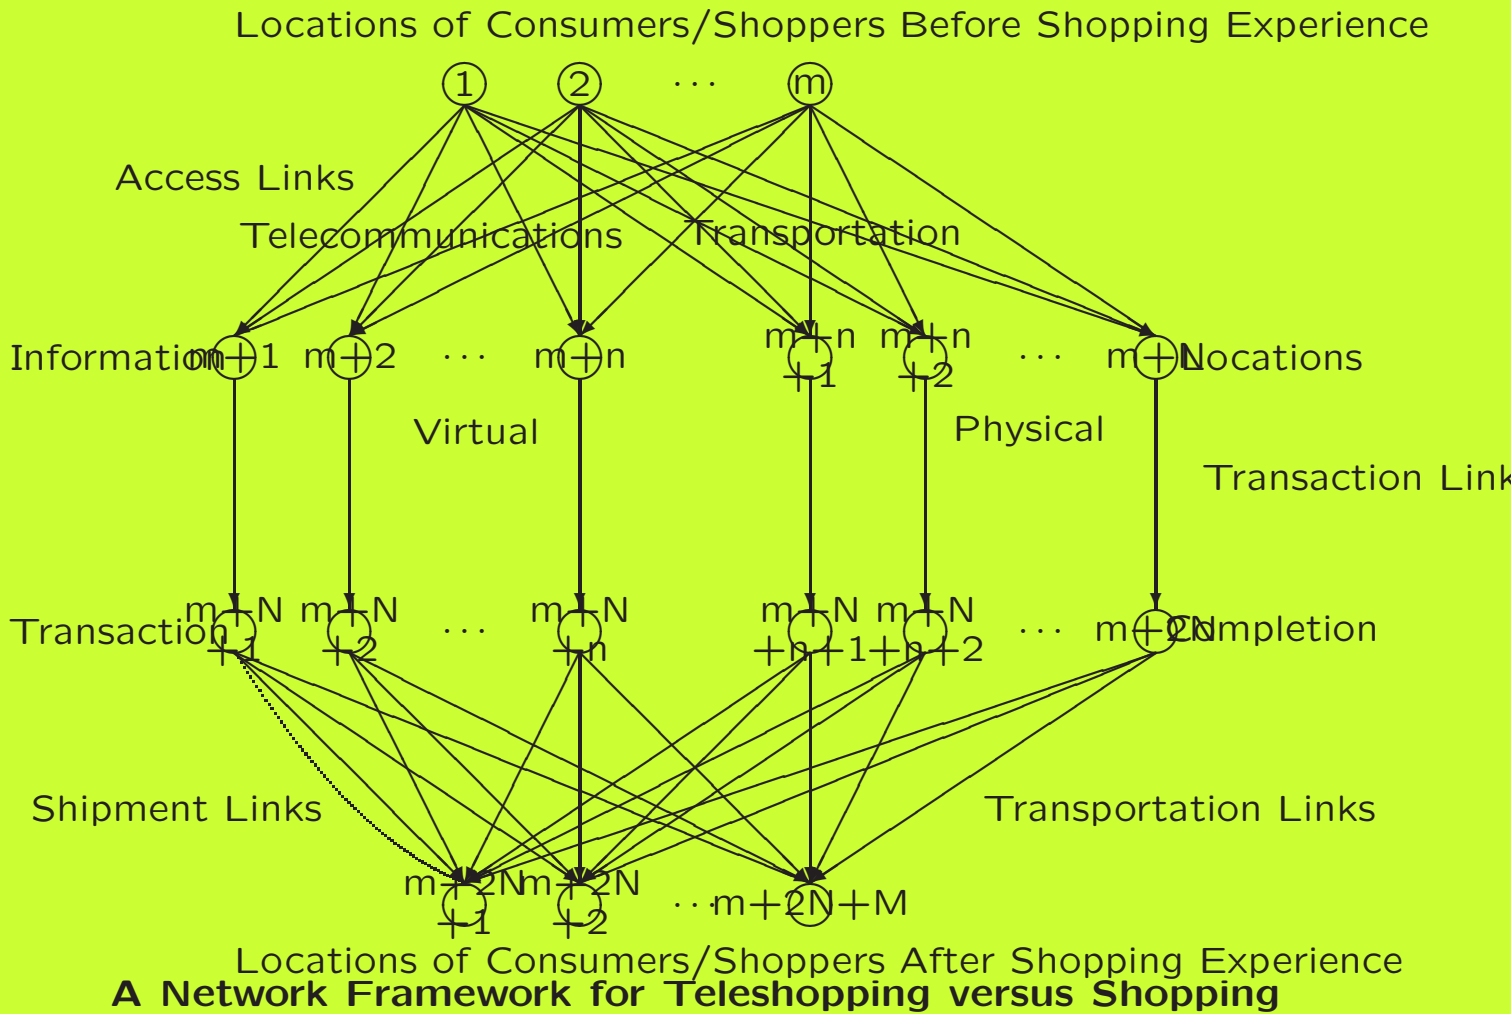 Locations of Consumers/Shoppers Before Shopping Experience
1 2 ··· m
Access Links
Telecommunications Transportation
Information m+1 m+2 ··· m+n m+n +1 m+n +2 ··· m+N Locations
Virtual Physical
Transaction Link
Transaction m+N +1 m+N +2 ··· m+N +n m+N +n+1 m+N +n+2 ··· m+2N Completion
Shipment Links Transportation Links
m+2N +1 m+2N +2 ··· m+2N+M
Locations of Consumers/Shoppers After Shopping Experience
A Network Framework for Teleshopping versus Shopping